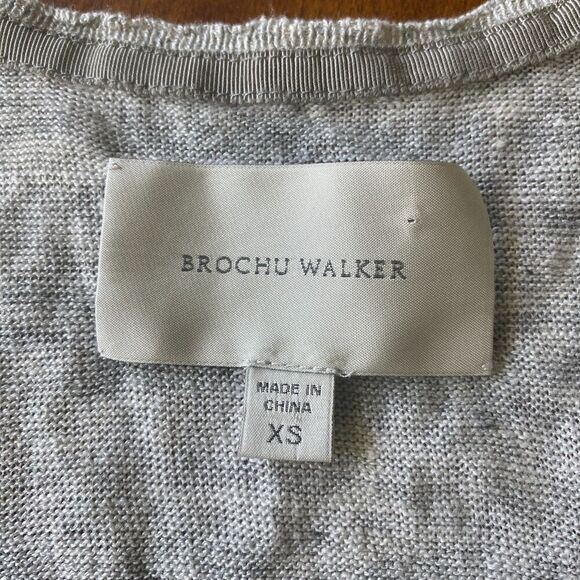 BROCHU WALKER
MADE IN
CHINA
XS